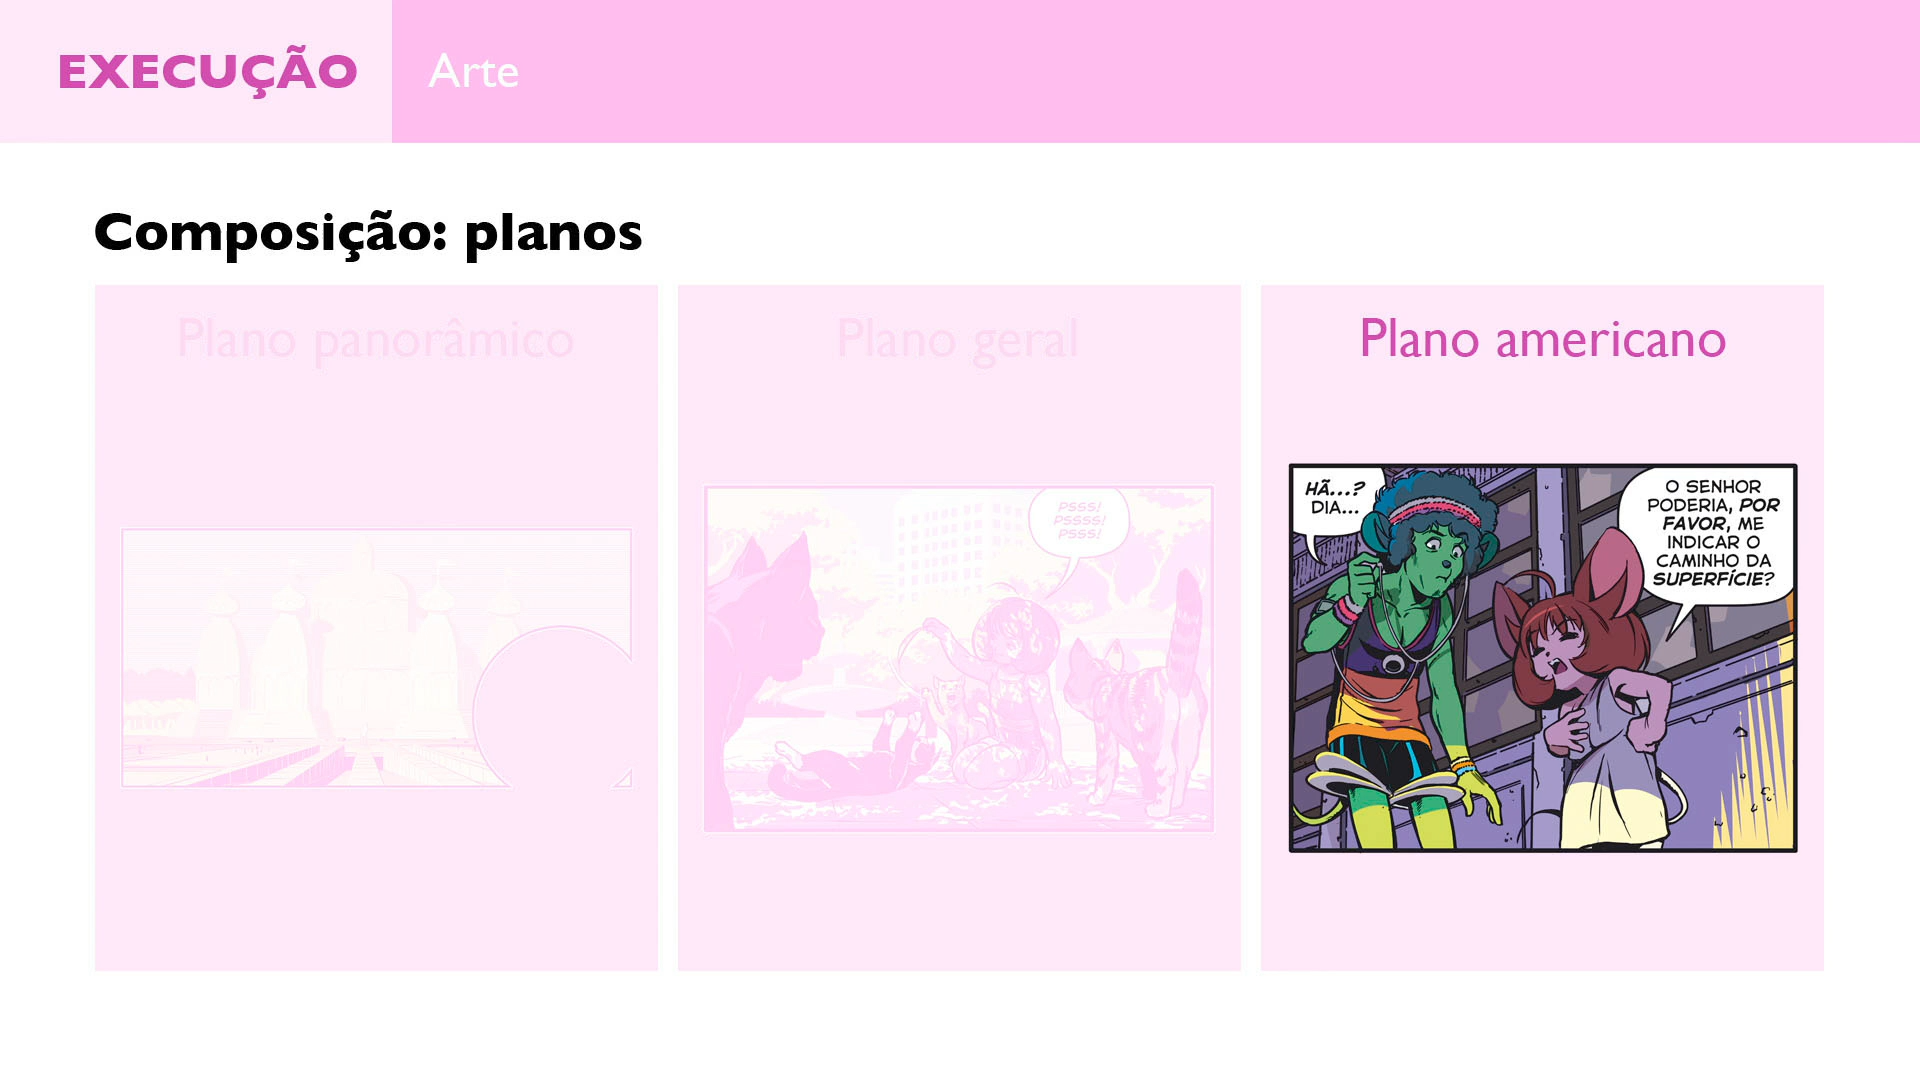 EXECUÇÃO
Arte
Composição: planos
Plano panorâmico
Plano geral
PSSS!
PSSSS!
PSSS!
Plano americano
HÃ...?
DIA...
O SENHOR
PODERIA, POR
FAVOR, ME
INDICAR O
CAMINHO DA
SUPERFÍCIE?